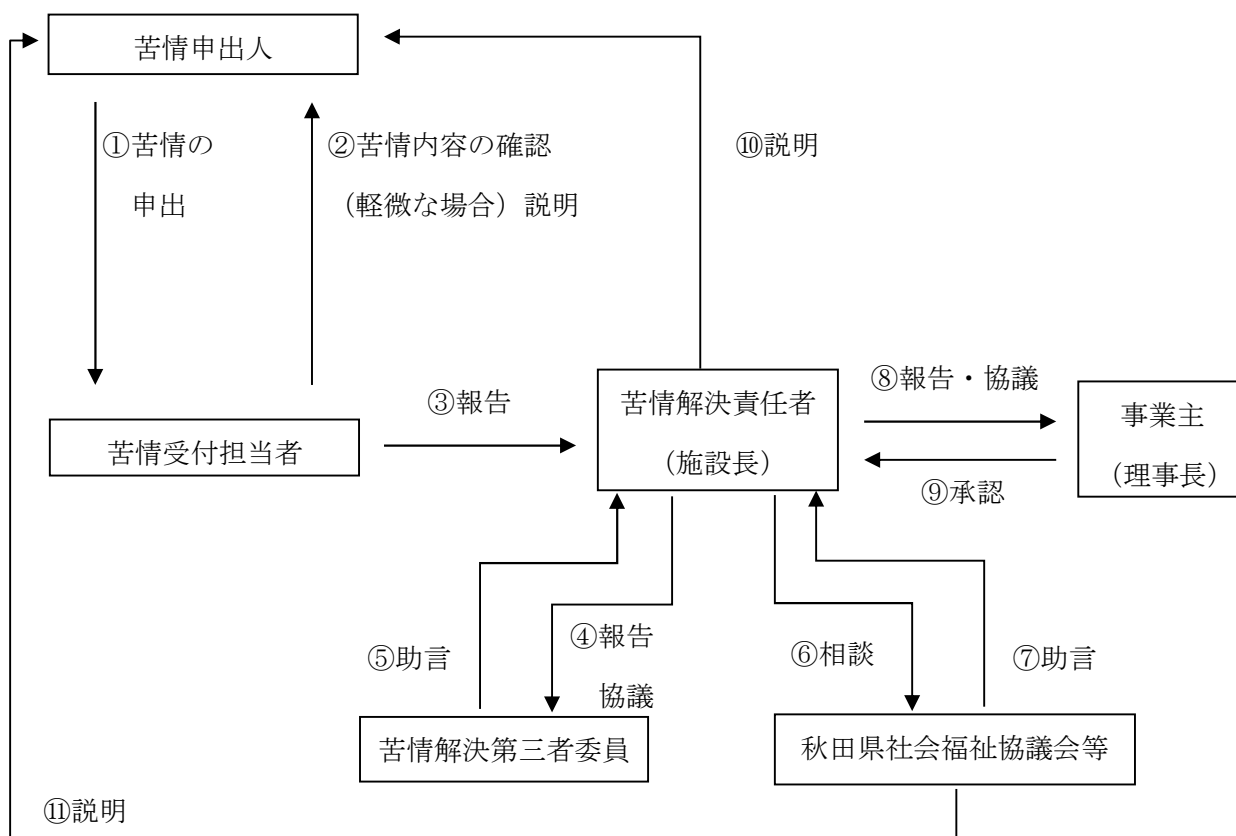 苦情申出人
①苦情の
申出
②苦情内容の確認
（軽微な場合）説明
⑩説明
苦情受付担当者
③報告
苦情解決責任者
（施設長）
⑧報告・協議
⑨承認
事業主
（理事長）
⑤助言
④報告
協議
⑥相談
⑦助言
苦情解決第三者委員
秋田県社会福祉協議会等
⑪説明